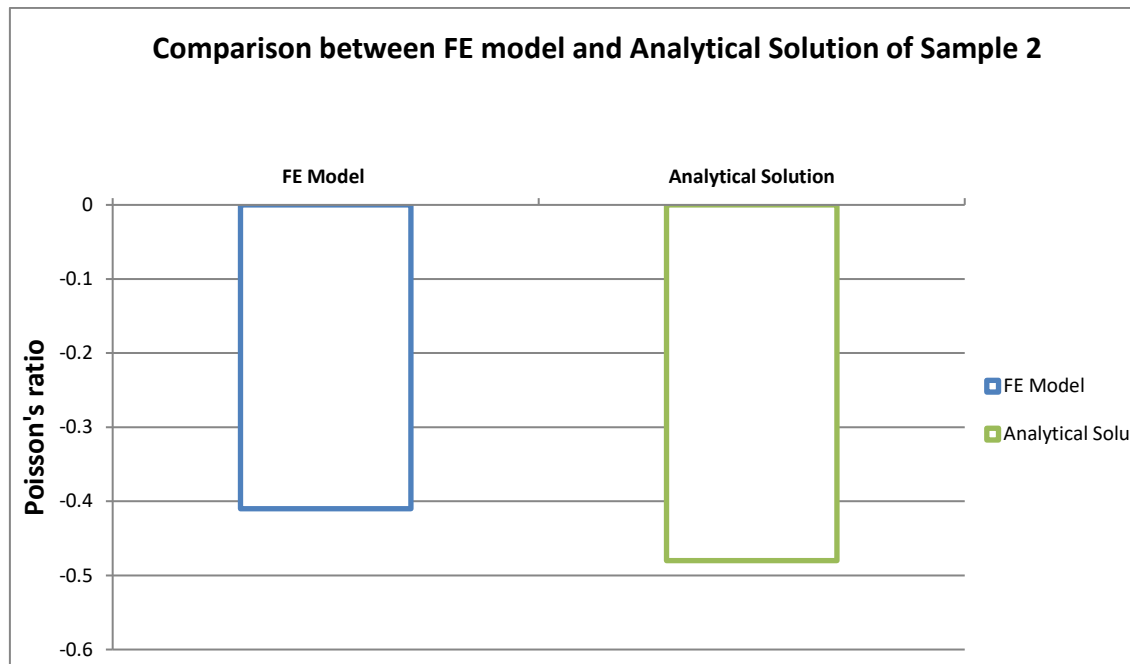 Comparison between FE model and Analytical Solution of Sample 2
FE Model
Analytical Solution
0
-0.1
-0.2
-0.3
-0.4
-0.5
-0.6
Poisson's ratio
FE Model
Analytical Solu